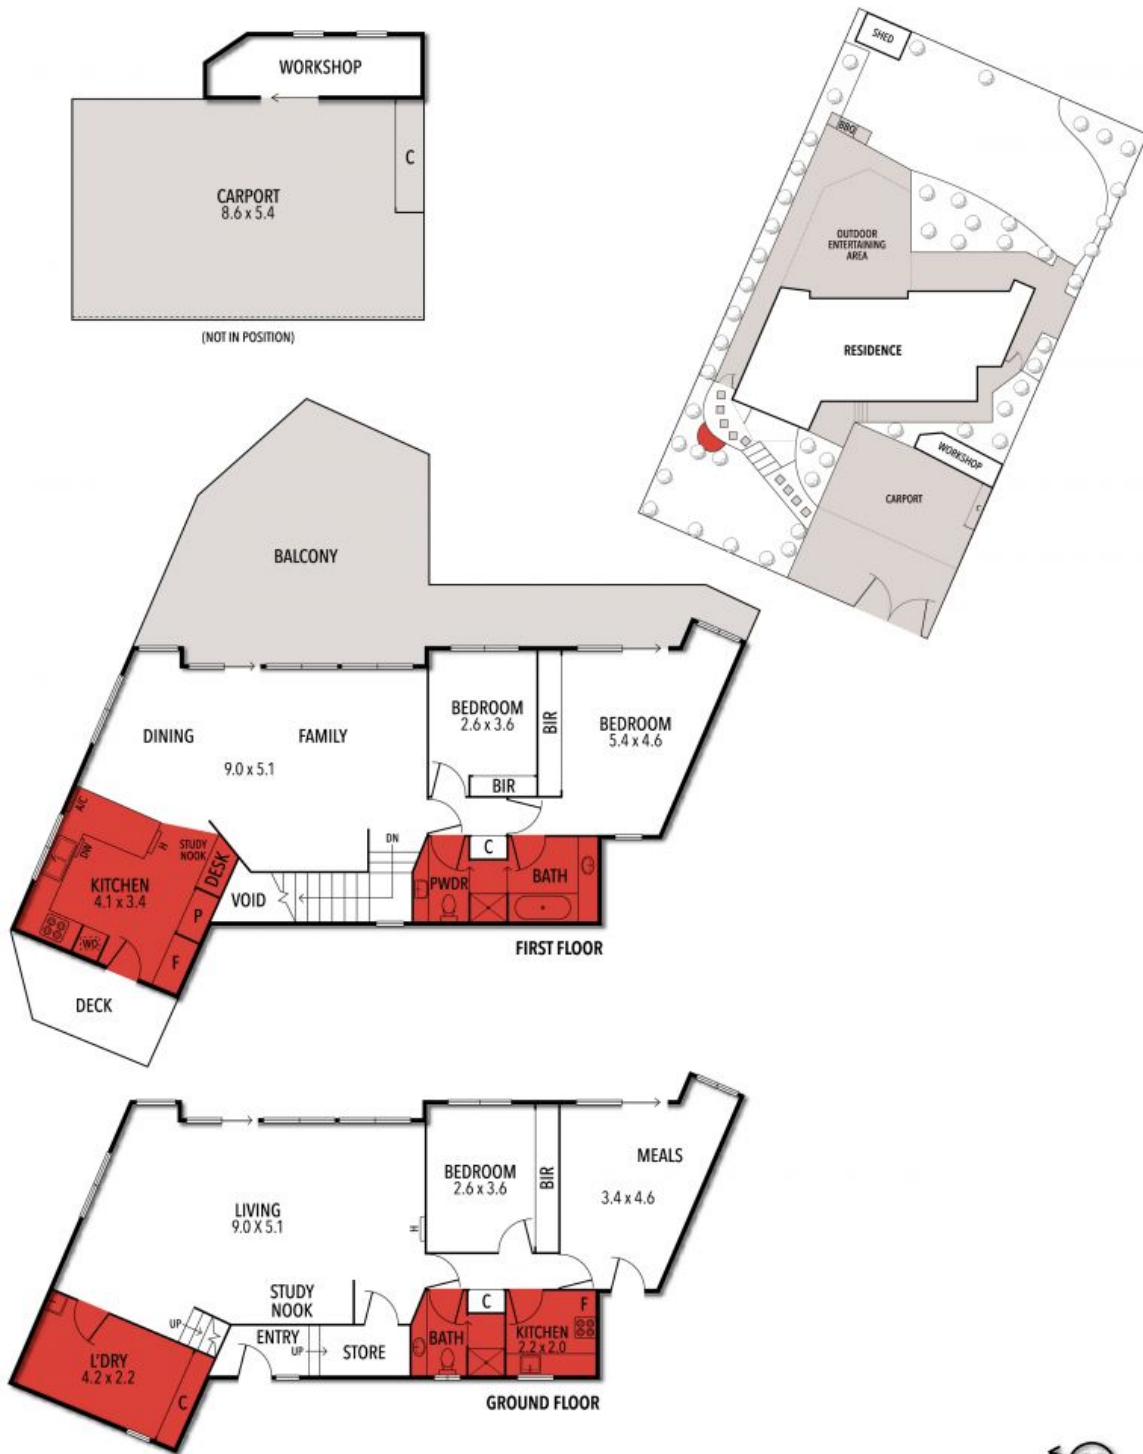 WORKSHOP
C
CARPORT
8.6 x 5.4
(NOT IN POSITION)
SHED
BBQ
OUTDOOR
ENTERTAINING
AREA
RESIDENCE
WORKSHOP
CARPORT
C
BALCONY
DINING
FAMILY
9.0 x 5.1
BEDROOM
2.6 x 3.6
BIR
BIR
BEDROOM
5.4 x 4.6
A/C
DW
H
STUDY
NOOK
DESK
KITCHEN
4.1 x 3.4
P
WO
F
VOID
DN
C
PWDR
BATH
FIRST FLOOR
DECK
LIVING
9.0 X 5.1
H
BEDROOM
2.6 x 3.6
BIR
MEALS
3.4 x 4.6
STUDY
NOOK
UP
ENTRY
UP
STORE
C
BATH
KITCHEN
2.2 x 2.0
F
L'DRY
4.2 x 2.2
C
GROUND FLOOR